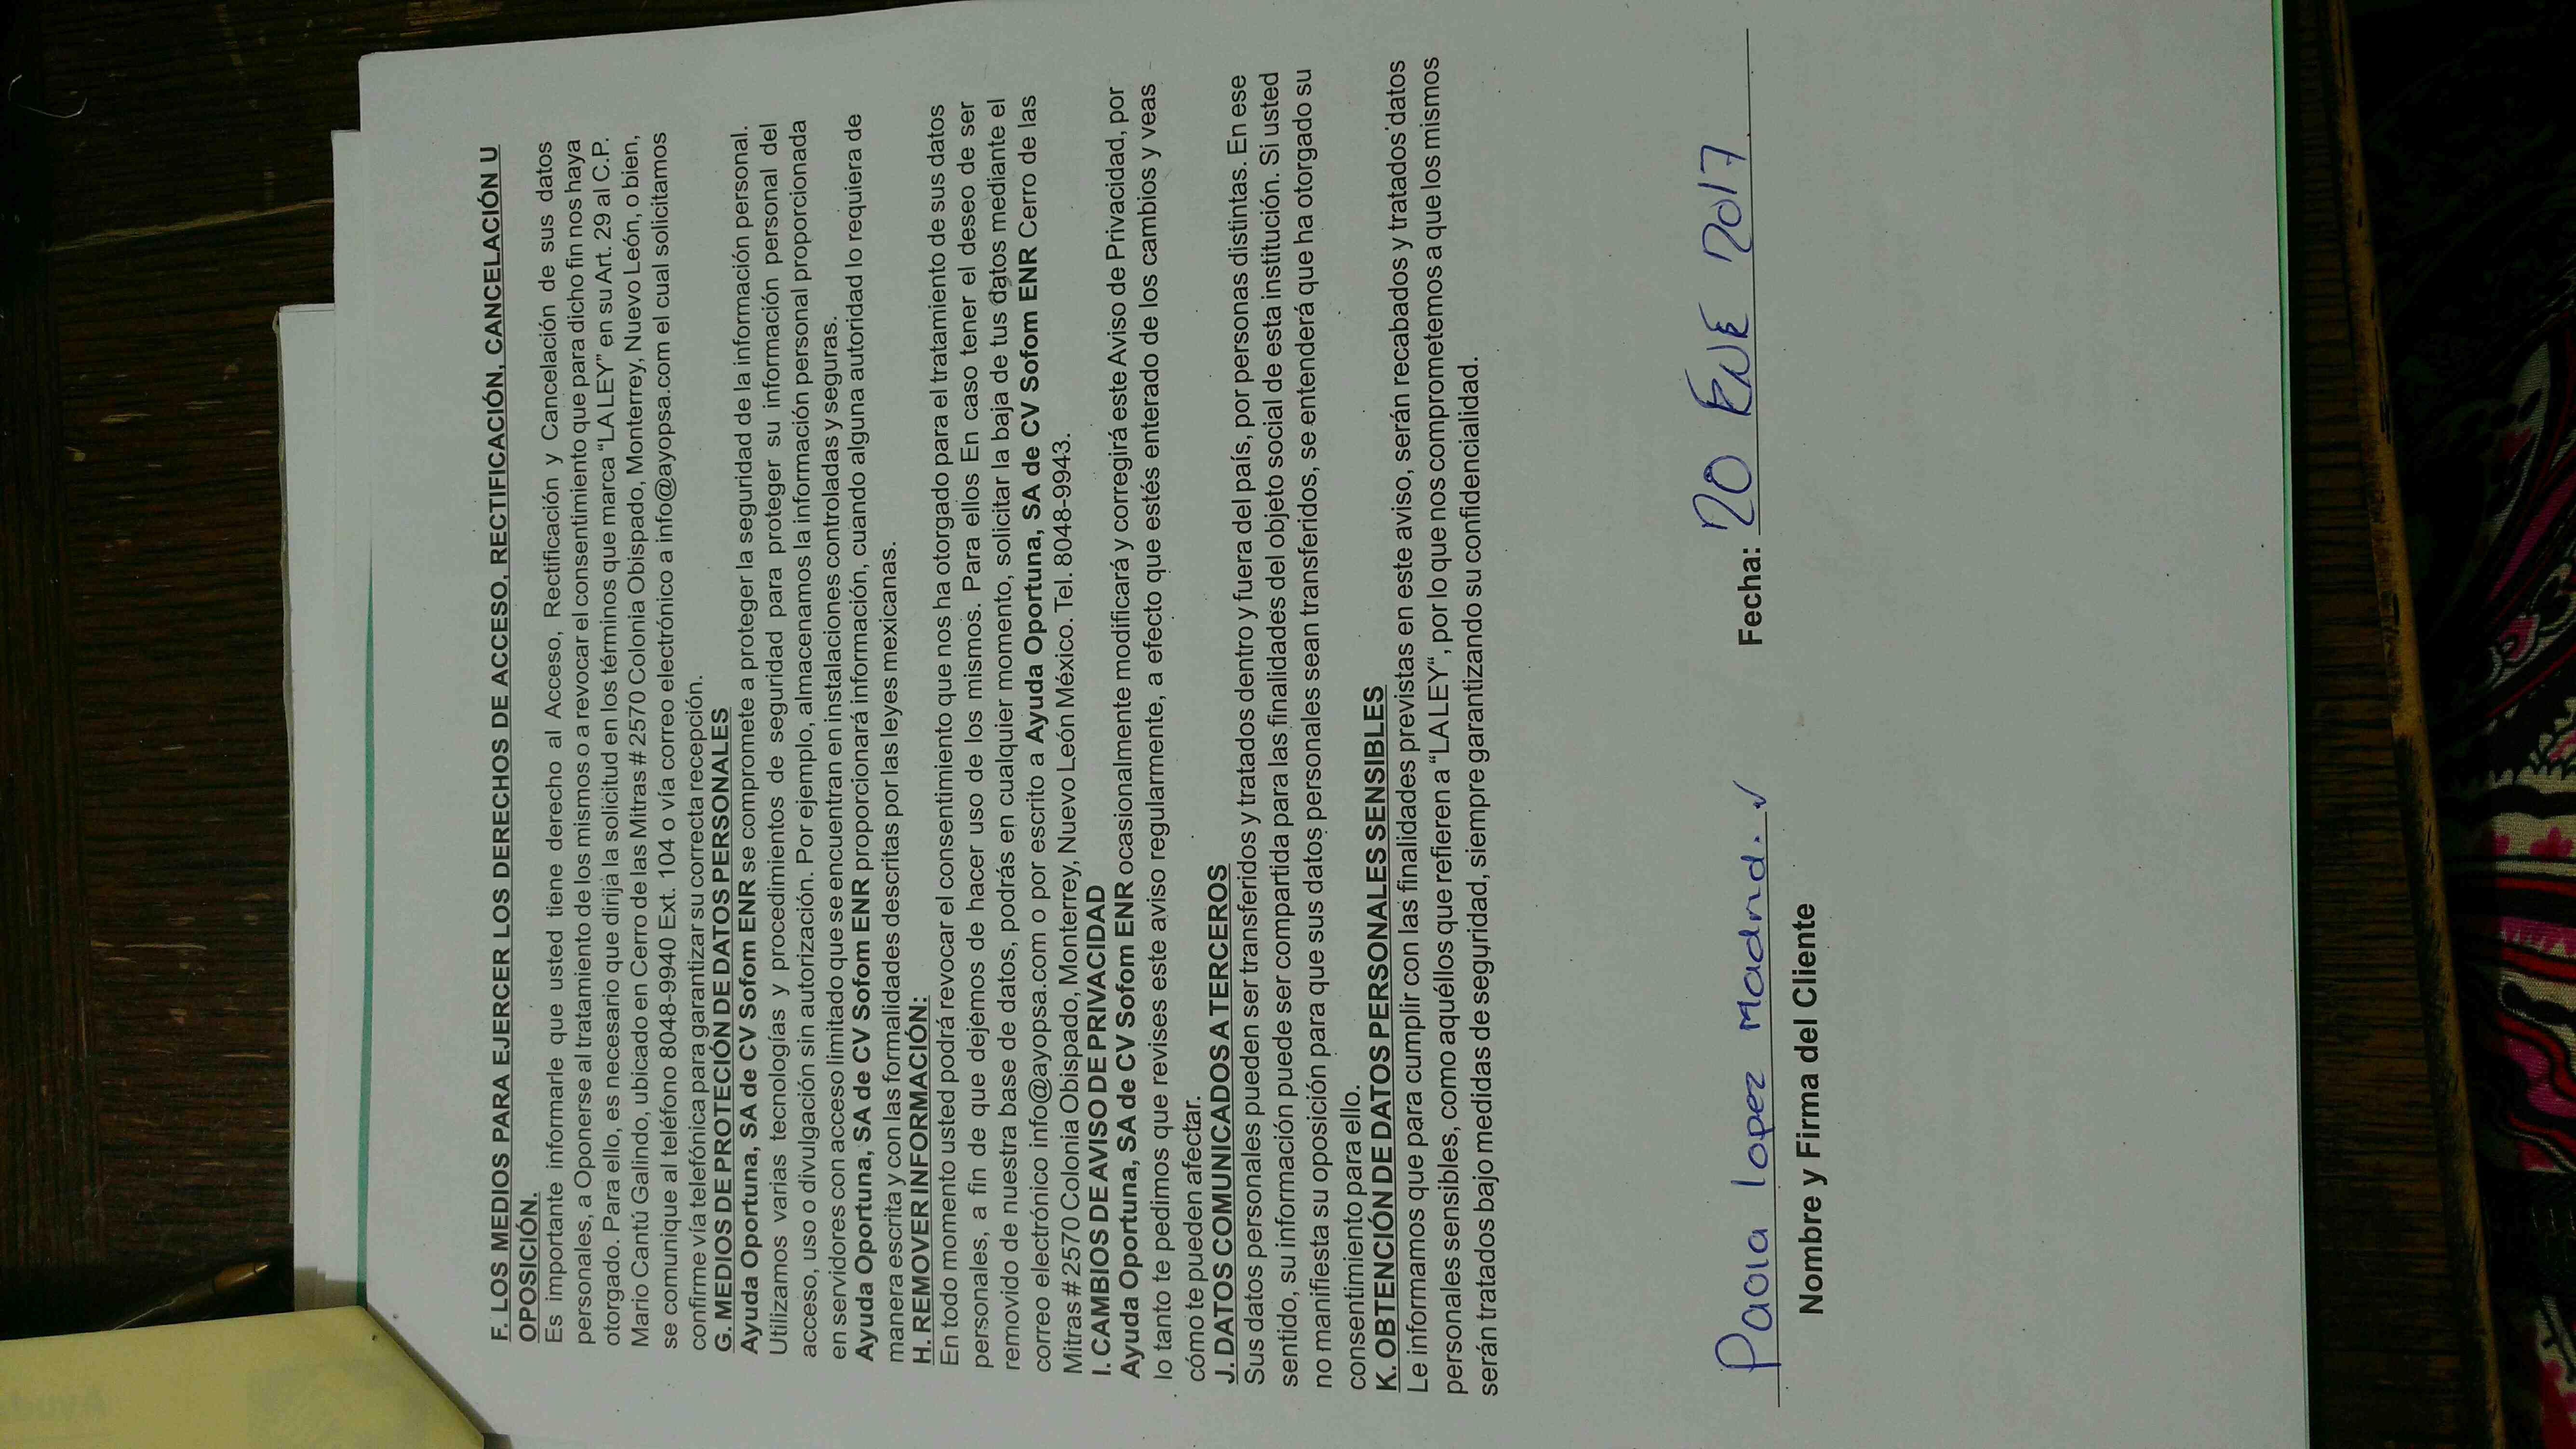 F. LOS MEDIOS PARA EJERCER LOS DERECHOS DE ACCESO, RECTIFICACIÓN, CANCELACIÓN U
OPOSICIÓN.
Es importante informarle que usted tiene derecho al Acceso, Rectificación y Cancelación de sus datos
personales, a Oponerse al tratamiento de los mismos o a revocar el consentimiento que para dicho fin nos haya
otorgado. Para ello, es necesario que dirija la solicitud en los términos que marca "LA LEY" en su Art. 29 al C.P.
Mario Cantú Galindo, ubicado en Cerro de las Mitras # 2570 Colonia Obispado, Monterrey, Nuevo León, o bien,
se comunique al teléfono 8048-9940 Ext. 104 o vía correo electrónico a info@ayopsa.com el cual solicitamos
confirme vía telefónica para garantizar su correcta recepción.
G. MEDIOS DE PROTECIÓN DE DATOS PERSONALES
Ayuda Oportuna, SA de CV Sofom ENR se compromete a proteger la seguridad de la información personal.
Utilizamos varias tecnologías y procedimientos de seguridad para proteger su información personal del
acceso, uso o divulgación sin autorización. Por ejemplo, almacenamos la información personal proporcionada
en servidores con acceso limitado que se encuentran en instalaciones controladas y seguras.
Ayuda Oportuna, SA de CV Sofom ENR proporcionará información, cuando alguna autoridad lo requiera de
manera escrita y con las formalidades descritas por las leyes mexicanas.
H. REMOVER INFORMACIÓN:
En todo momento usted podrá revocar el consentimiento que nos ha otorgado para el tratamiento de sus datos
personales, a fin de que dejemos de hacer uso de los mismos. Para ellos En caso tener el deseo de ser
removido de nuestra base de datos, podrás en cualquier momento, solicitar la baja de tus datos mediante el
correo electrónico info@ayopsa.com o por escrito a Ayuda Oportuna, SA de CV Sofom ENR Cerro de las
Mitras # 2570 Colonia Obispado, Monterrey, Nuevo León México. Tel. 8048-9943.
I. CAMBIOS DE AVISO DE PRIVACIDAD
Ayuda Oportuna, SA de CV Sofom ENR ocasionalmente modificará y corregirá este Aviso de Privacidad, por
lo tanto te pedimos que revises este aviso regularmente, a efecto que estés enterado de los cambios y veas
cómo te pueden afectar.
J. DATOS COMUNICADOS A TERCEROS
Sus datos personales pueden ser transferidos y tratados dentro y fuera del país, por personas distintas. En ese
sentido, su información puede ser compartida para las finalidades del objeto social de esta institución. Si usted
no manifiesta su oposición para que sus datos personales sean transferidos, se entenderá que ha otorgado su
consentimiento para ello.
K. OBTENCIÓN DE DATOS PERSONALES SENSIBLES
Le informamos que para cumplir con las finalidades previstas en este aviso, serán recabados y tratados datos
personales sensibles, como aquéllos que refieren a "LA LEY", por lo que nos comprometemos a que los mismos
serán tratados bajo medidas de seguridad, siempre garantizando su confidencialidad.
Paola lopez Madrid. Fecha: 20 ENE 2017
Nombre y Firma del Cliente